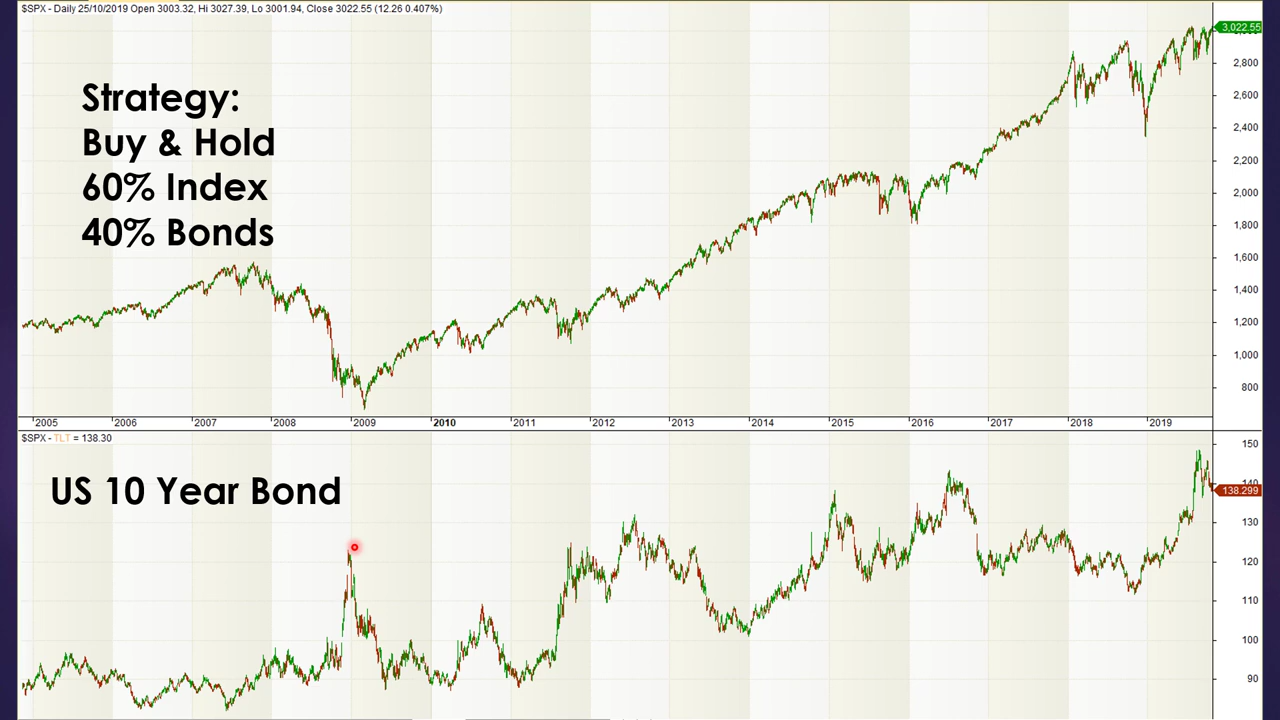 $SPX - Daily 25/10/2019 Open 3003.32, Hi 3027.39, Lo 3001.94, Close 3022.55 (12.26 0.407%)
3,022.55
Strategy:
Buy & Hold
60% Index
40% Bonds
2,800
2,600
2,400
2,200
2,000
1,800
1,600
1,400
1,200
1,000
800
2005 2006 2007 2008 2009 2010 2011 2012 2013 2014 2015 2016 2017 2018 2019
$SPX - TLT = 138.30
US 10 Year Bond
150
138.299
130
120
110
100
90